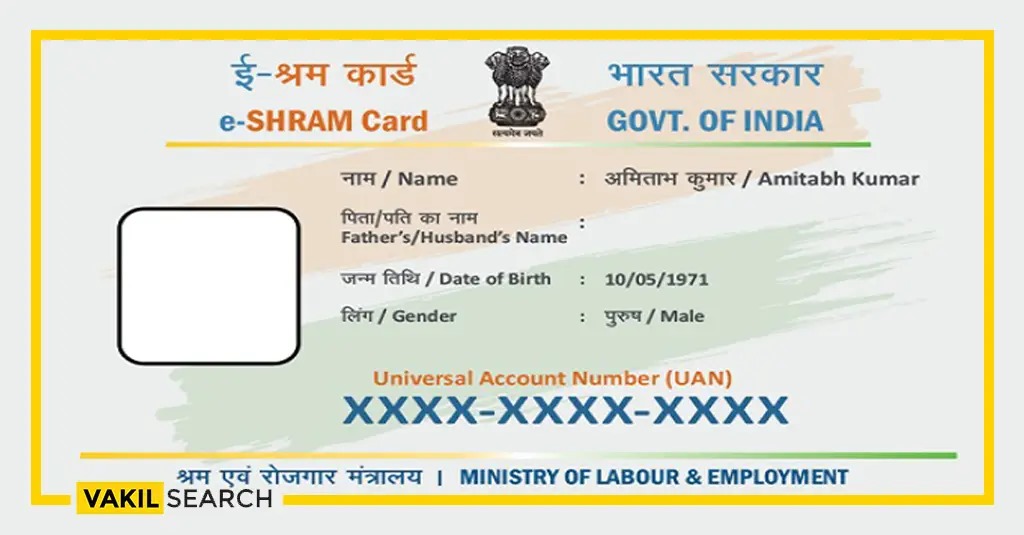 ई-श्रम कार्ड
e-SHRAM Card
सत्यमेव जयते
भारत सरकार
GOVT. OF INDIA
नाम / Name : अमिताभ कुमार / Amitabh Kumar
पिता/पति का नाम
Father's/Husband's Name :
जन्म तिथि / Date of Birth : 10/05/1971
लिंग / Gender : पुरुष / Male
Universal Account Number (UAN)
XXXX-XXXX-XXXX
श्रम एवं रोजगार मंत्रालय | MINISTRY OF LABOUR & EMPLOYMENT
VAKIL SEARCH